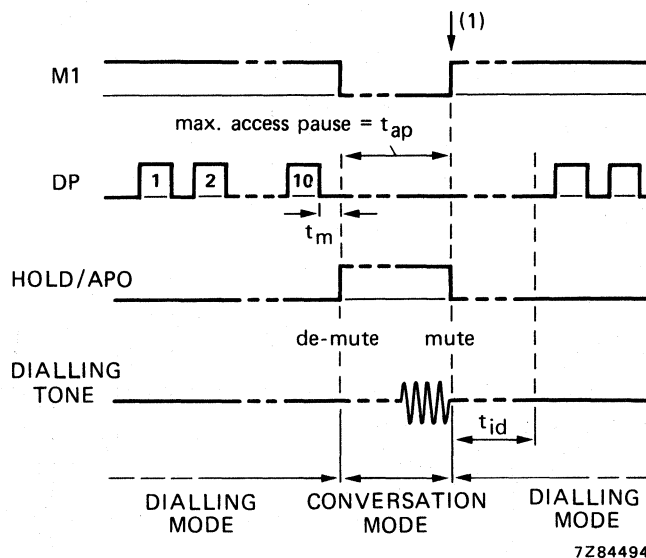 (1)
M1
max. access pause = tap
DP
1
2
10
tm
HOLD/APO
de-mute
mute
DIALLING
TONE
tid
DIALLING
MODE
CONVERSATION
MODE
DIALLING
MODE
7Z84494